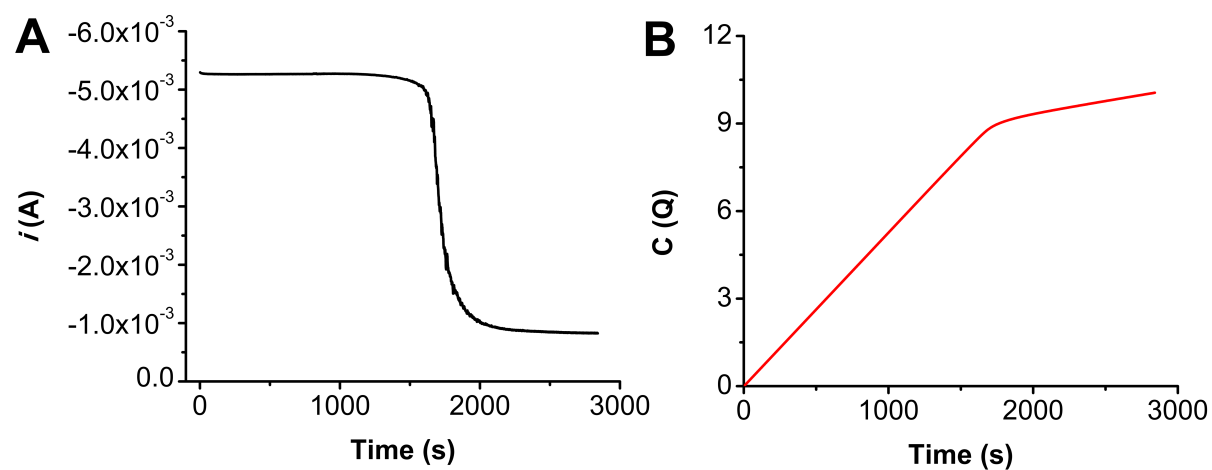 A
-6.0x10⁻³
-5.0x10⁻³
-4.0x10⁻³
-3.0x10⁻³
-2.0x10⁻³
-1.0x10⁻³
0.0
i (A)
0 1000 2000 3000
Time (s)
B
12
9
6
3
0
C (Q)
0 1000 2000 3000
Time (s)